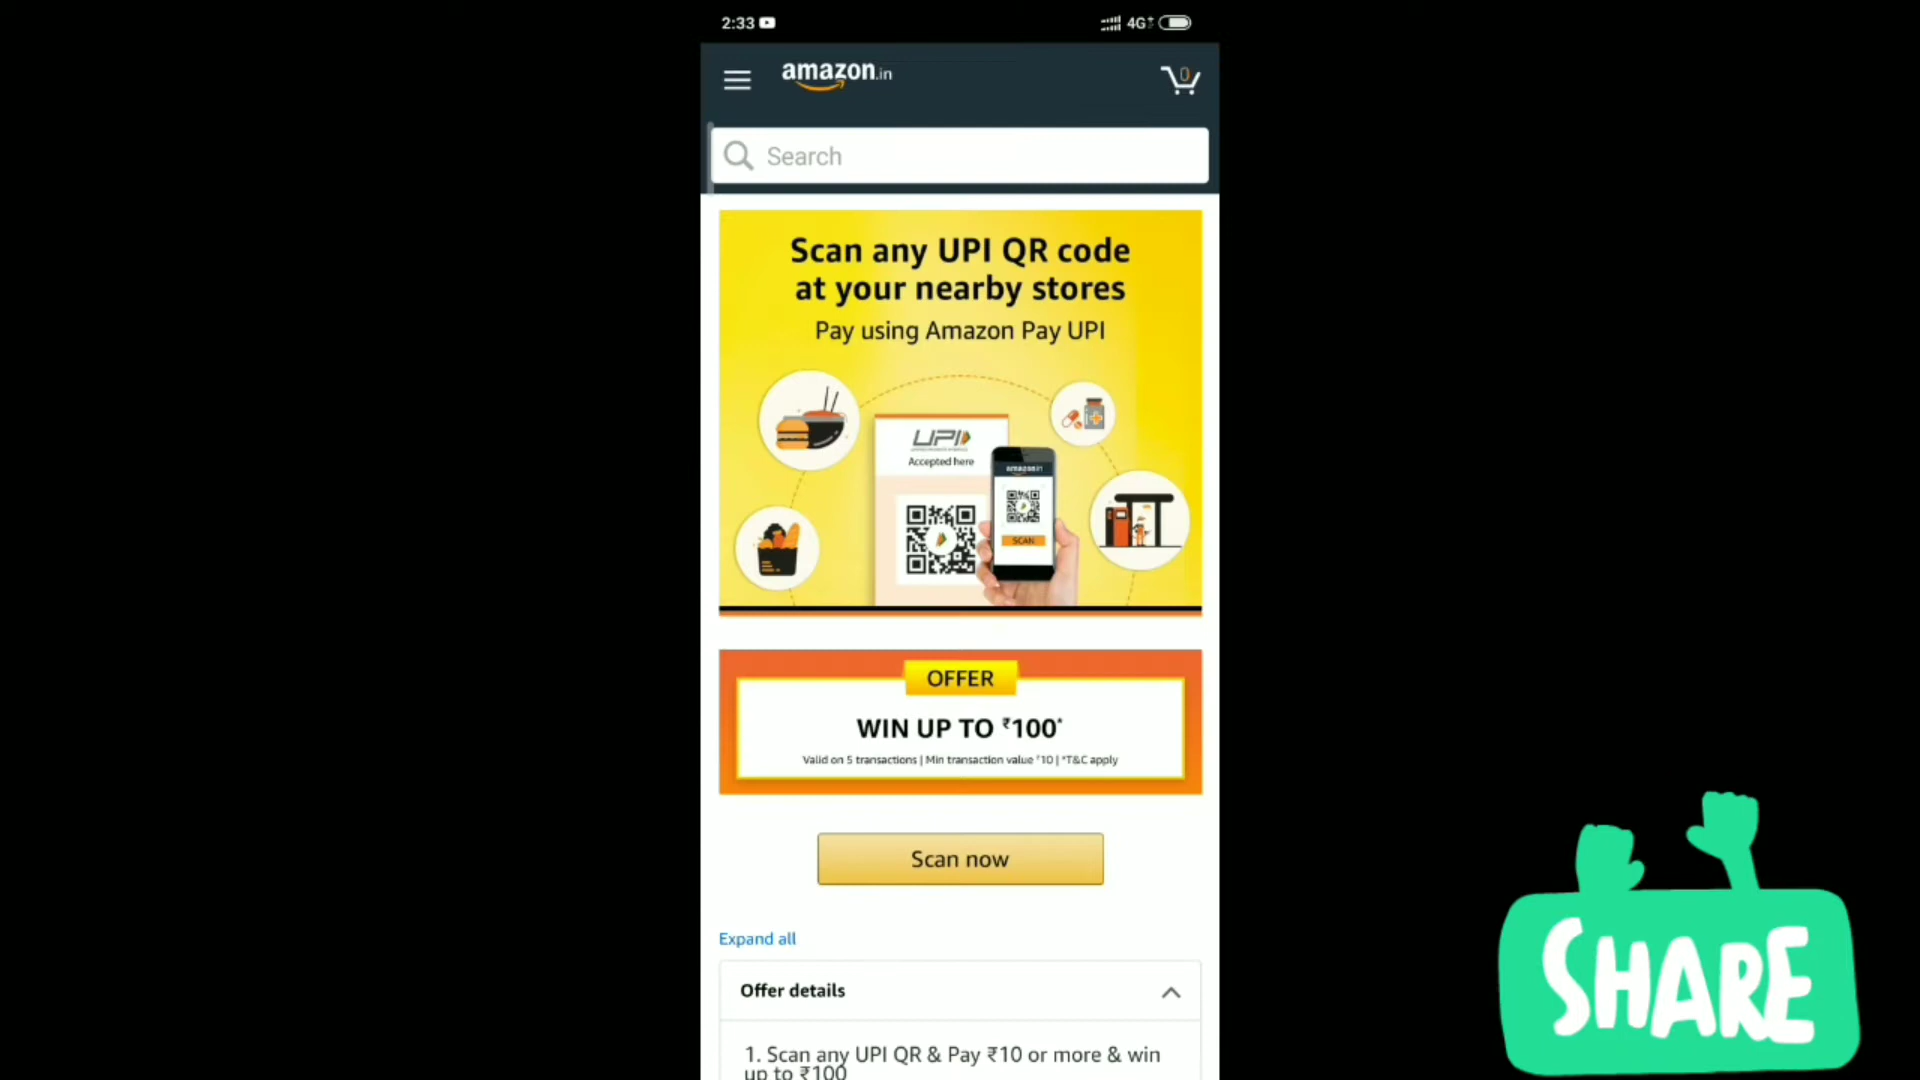 2:33
4G+
amazon.in
0
Search
Scan any UPI QR code
at your nearby stores
Pay using Amazon Pay UPI
UPI
Accepted here
amazon.in
SCAN
OFFER
WIN UP TO ₹100*
Valid on 5 transactions | Min transaction value ₹10 | *T&C apply
Scan now
Expand all
Offer details
1. Scan any UPI QR & Pay ₹10 or more & win
up to ₹100
SHARE